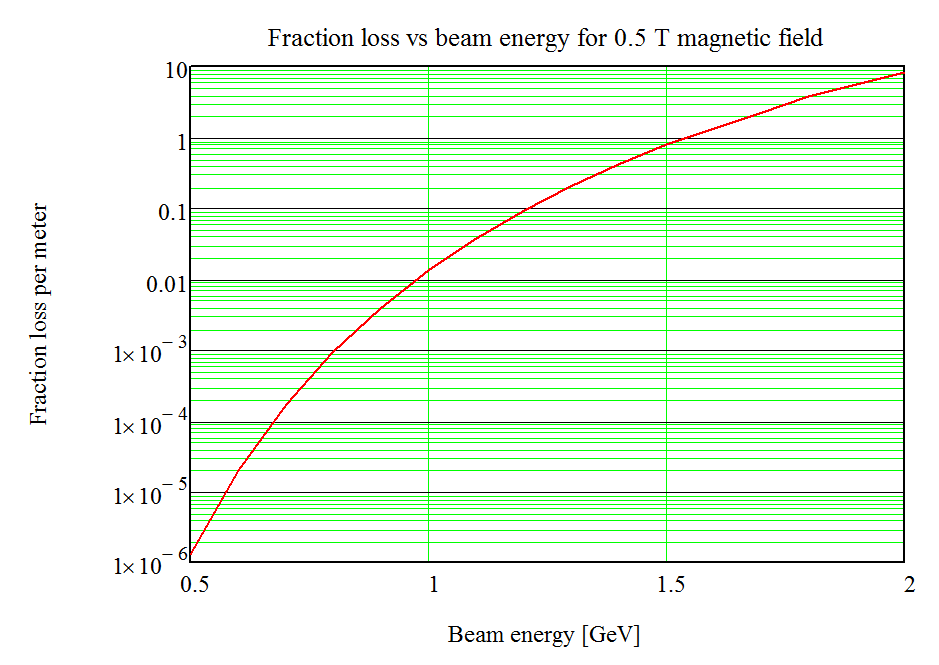 Fraction loss vs beam energy for 0.5 T magnetic field
Fraction loss per meter
10
1
0.1
0.01
1×10⁻³
1×10⁻⁴
1×10⁻⁵
1×10⁻⁶
0.5 1 1.5 2
Beam energy [GeV]